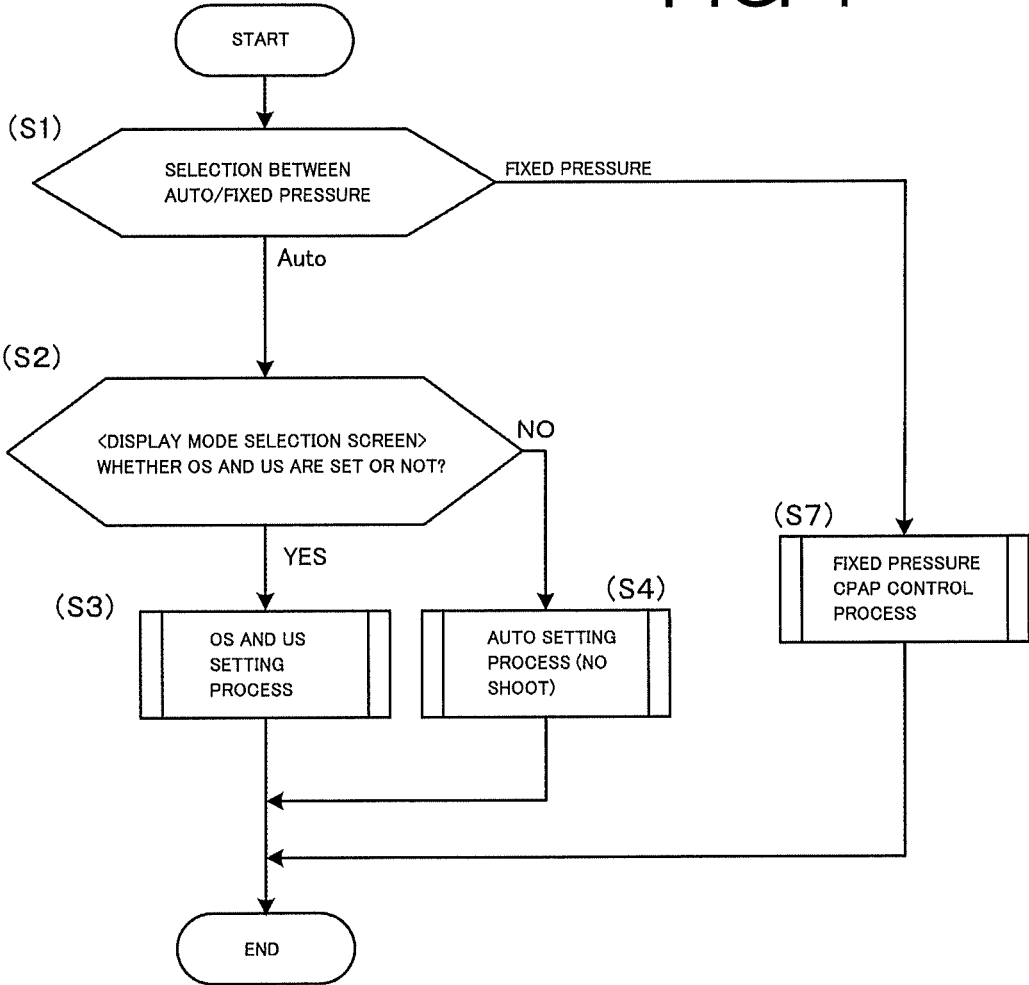 START
(S1)
SELECTION BETWEEN
AUTO/FIXED PRESSURE
FIXED PRESSURE
Auto
(S2)
<DISPLAY MODE SELECTION SCREEN>
WHETHER OS AND US ARE SET OR NOT?
NO
YES
(S7)
FIXED PRESSURE
CPAP CONTROL
PROCESS
(S3)
OS AND US
SETTING
PROCESS
(S4)
AUTO SETTING
PROCESS (NO
SHOOT)
END